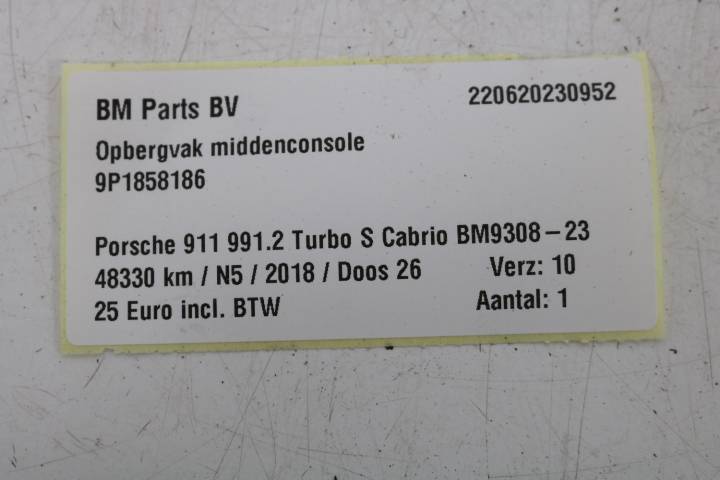 BM Parts BV 220620230952
Opbergvak middenconsole
9P1858186
Porsche 911 991.2 Turbo S Cabrio BM9308-23
48330 km / N5 / 2018 / Doos 26 Verz: 10
25 Euro incl. BTW Aantal: 1